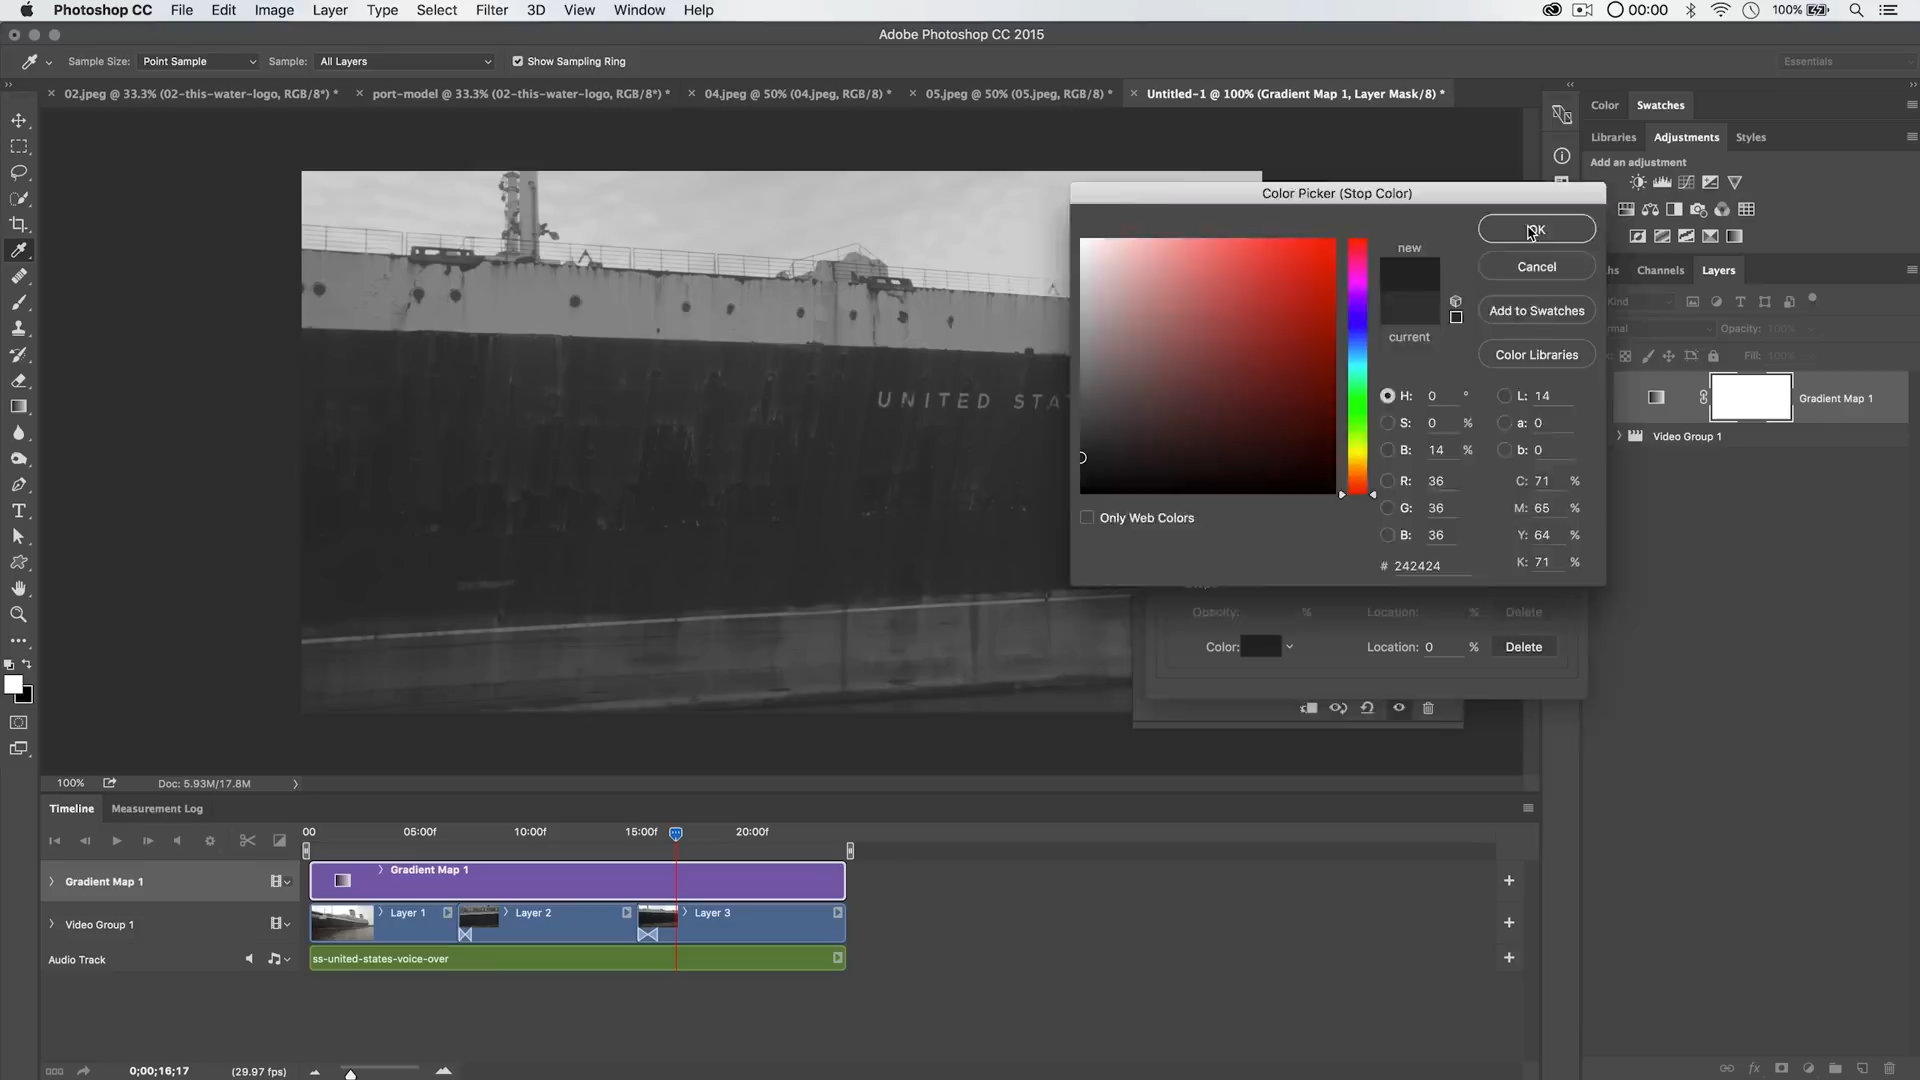 Photoshop CC File Edit Image Layer Type Select Filter 3D View Window Help 00:00 100%
Adobe Photoshop CC 2015
Sample Size: Point Sample Sample: All Layers Show Sampling Ring Essentials
02.jpeg @ 33.3% (02-this-water-logo, RGB/8*) * port-model @ 33.3% (02-this-water-logo, RGB/8*) * 04.jpeg @ 50% (04.jpeg, RGB/8) * 05.jpeg @ 50% (05.jpeg, RGB/8) * Untitled-1 @ 100% (Gradient Map 1, Layer Mask/8) *
Color Swatches
Libraries Adjustments Styles
Add an adjustment
Channels Layers
Kind
Opacity: 100%
Fill: 100%
Gradient Map 1
Video Group 1
UNITED STA
Color Picker (Stop Color)
new
current
OK
Cancel
Add to Swatches
Color Libraries
H: 0 ° L: 14
S: 0 % a: 0
B: 14 % b: 0
R: 36 C: 71 %
G: 36 M: 65 %
B: 36 Y: 64 %
# 242424 K: 71 %
Only Web Colors
Opacity: % Location: % Delete
Color: Location: 0 % Delete
100% Doc: 5.93M/17.8M
Timeline Measurement Log
00 05:00f 10:00f 15:00f 20:00f
Gradient Map 1 Gradient Map 1
Video Group 1 Layer 1 Layer 2 Layer 3
Audio Track ss-united-states-voice-over
0;00;16;17 (29.97 fps)